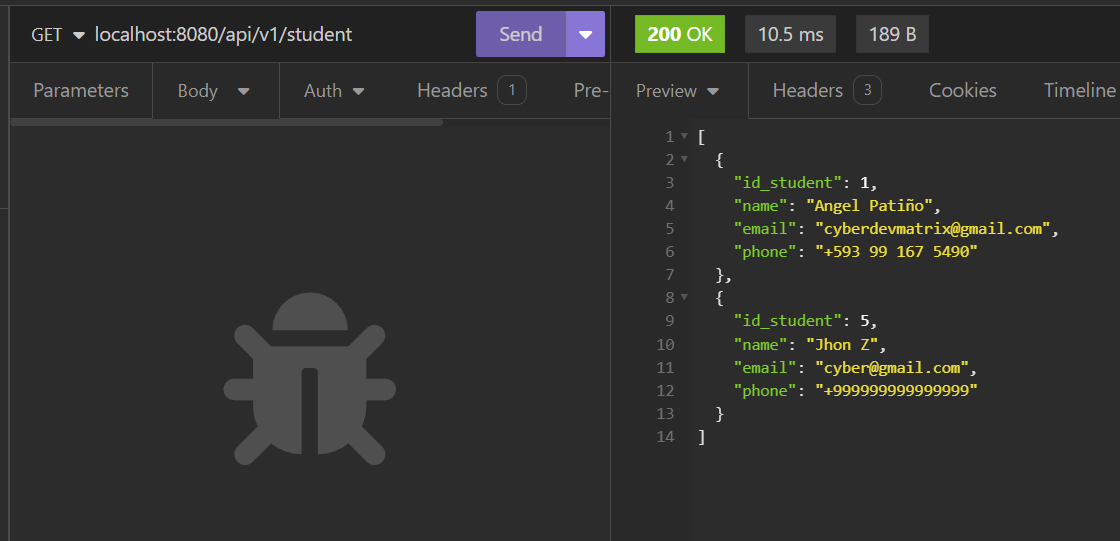 GET localhost:8080/api/v1/student Send
200 OK 10.5 ms 189 B
Parameters Body Auth Headers 1 Pre-
Preview Headers 3 Cookies Timeline
1 [
2 {
3 "id_student": 1,
4 "name": "Angel Patiño",
5 "email": "cyberdevmatrix@gmail.com",
6 "phone": "+593 99 167 5490"
7 },
8 {
9 "id_student": 5,
10 "name": "Jhon Z",
11 "email": "cyber@gmail.com",
12 "phone": "+999999999999999"
13 }
14 ]